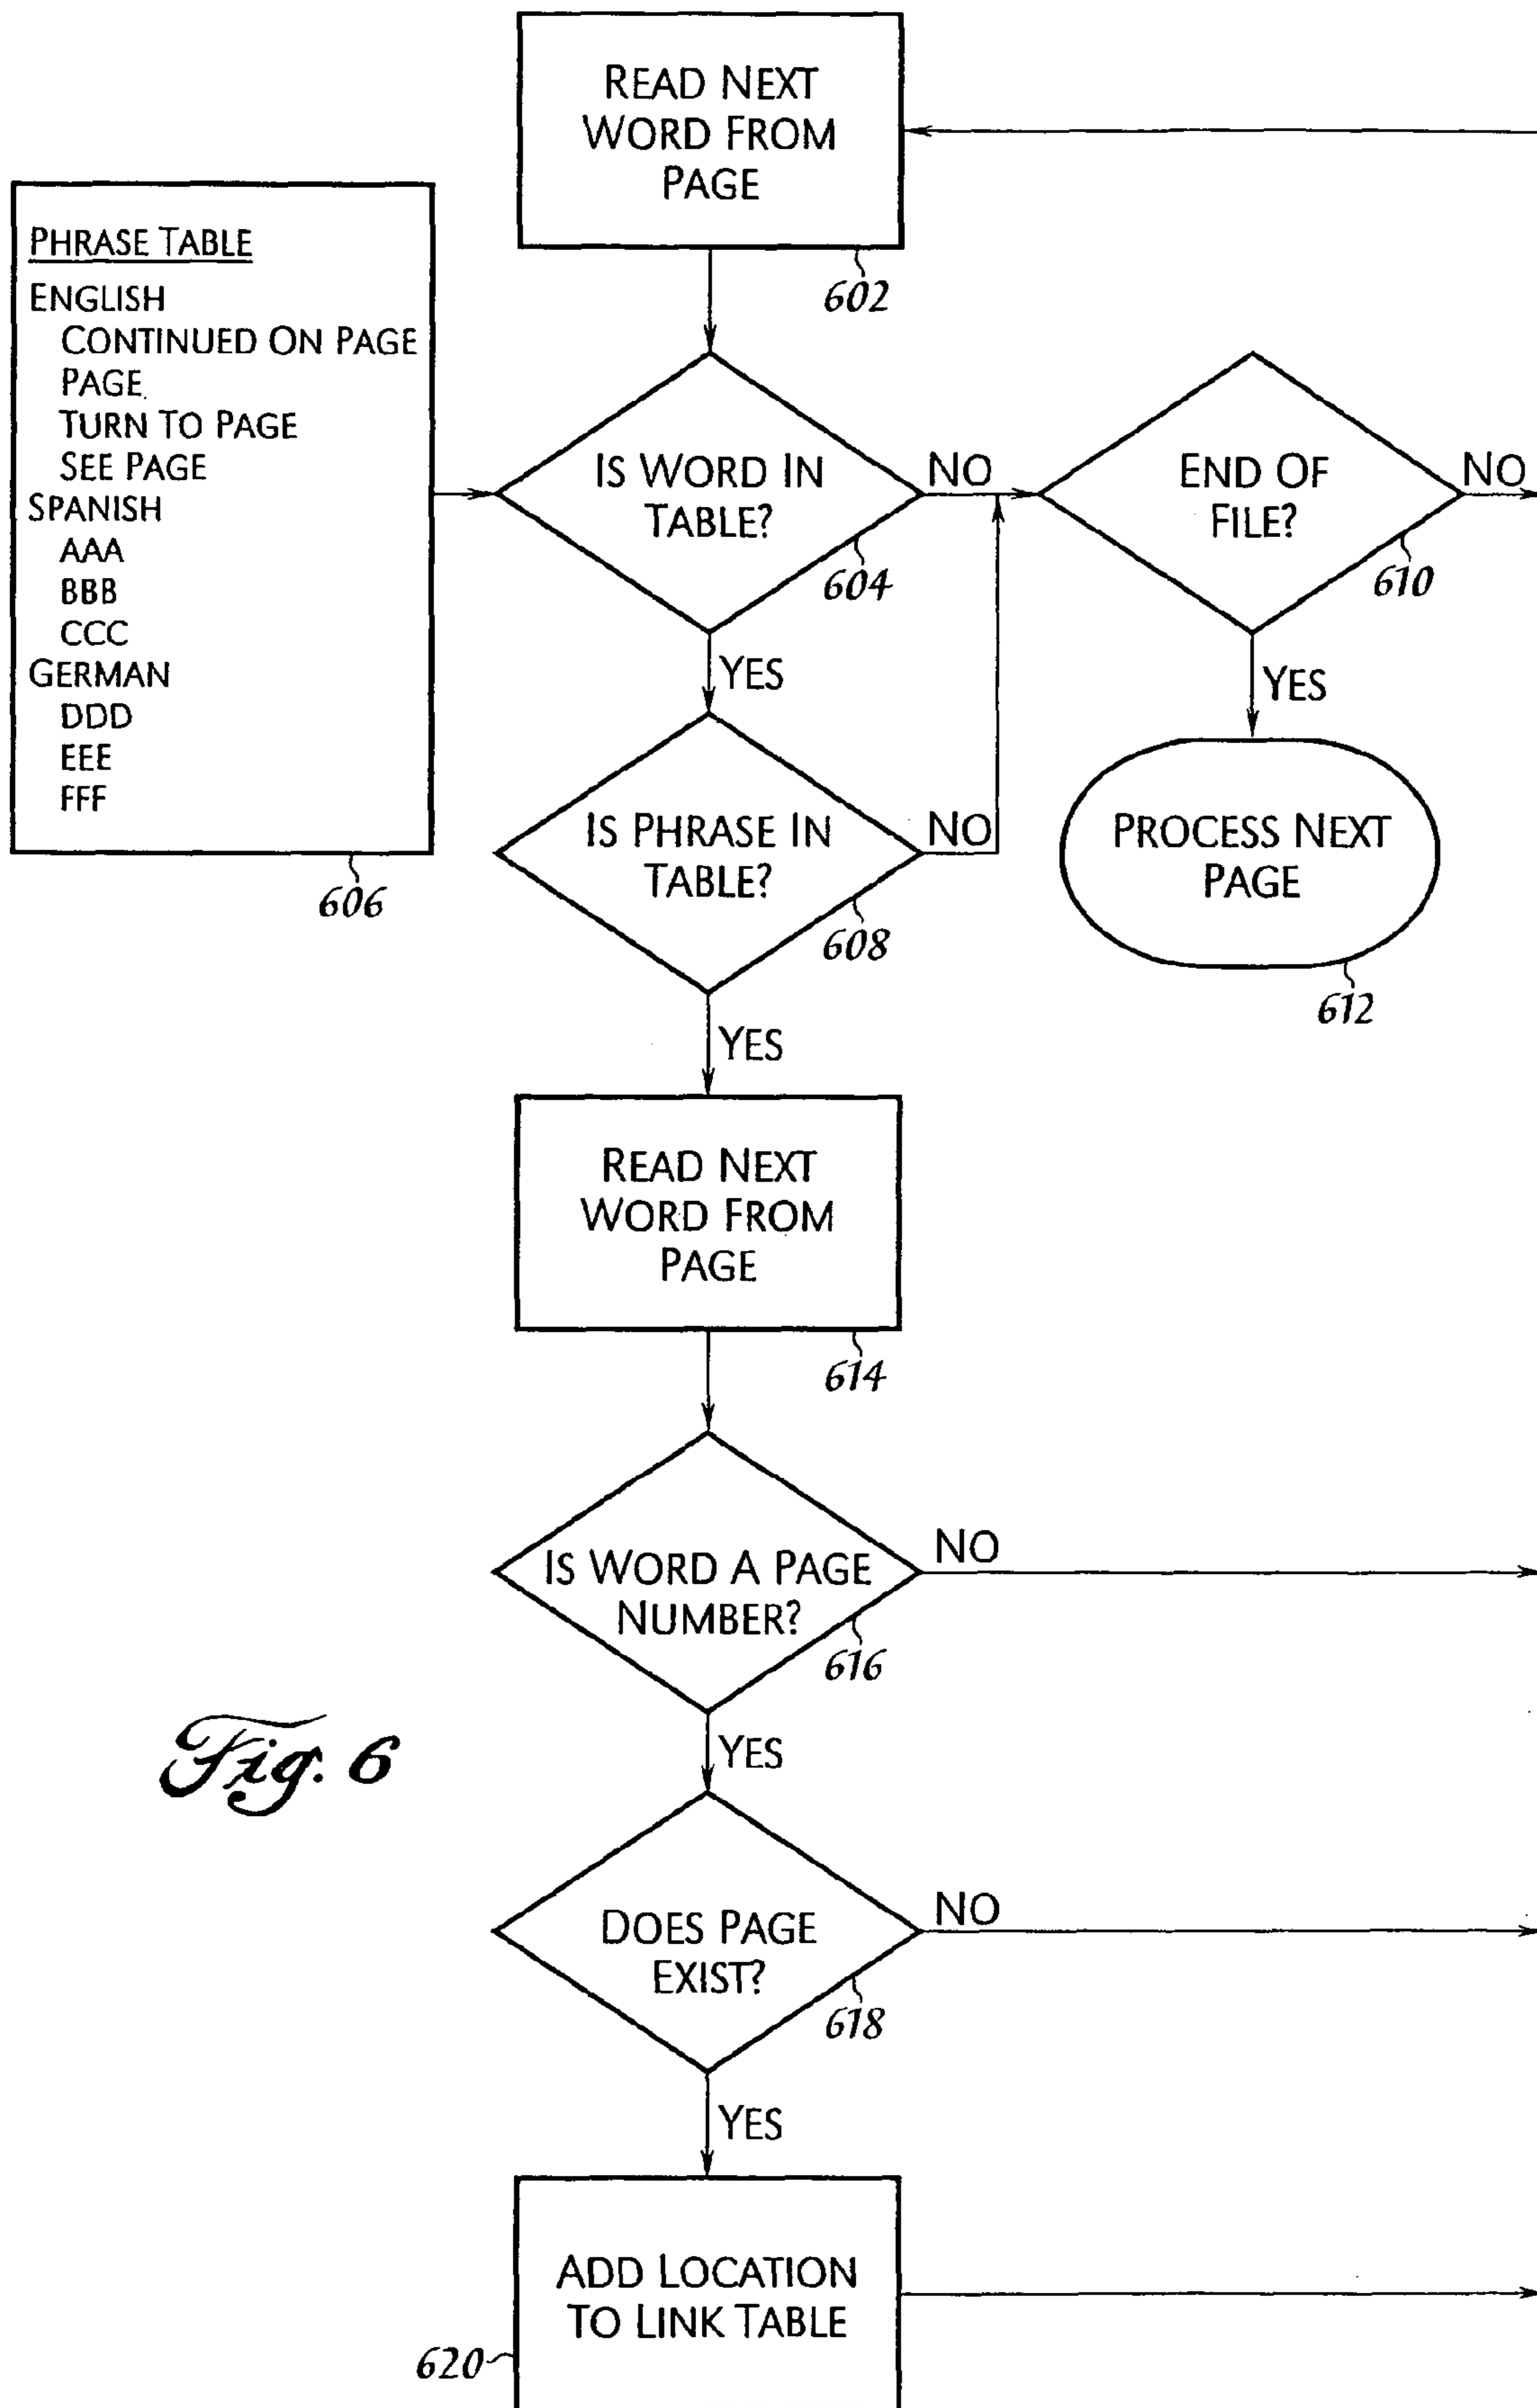 READ NEXT
WORD FROM
PAGE
602
PHRASE TABLE
ENGLISH
CONTINUED ON PAGE
PAGE
TURN TO PAGE
SEE PAGE
SPANISH
AAA
BBB
CCC
GERMAN
DDD
EEE
FFF
606
IS WORD IN
TABLE?
604
NO
YES
END OF
FILE?
610
NO
YES
IS PHRASE IN
TABLE?
608
NO
YES
PROCESS NEXT
PAGE
612
READ NEXT
WORD FROM
PAGE
614
IS WORD A PAGE
NUMBER?
616
NO
YES
Fig. 6
DOES PAGE
EXIST?
618
NO
YES
ADD LOCATION
TO LINK TABLE
620